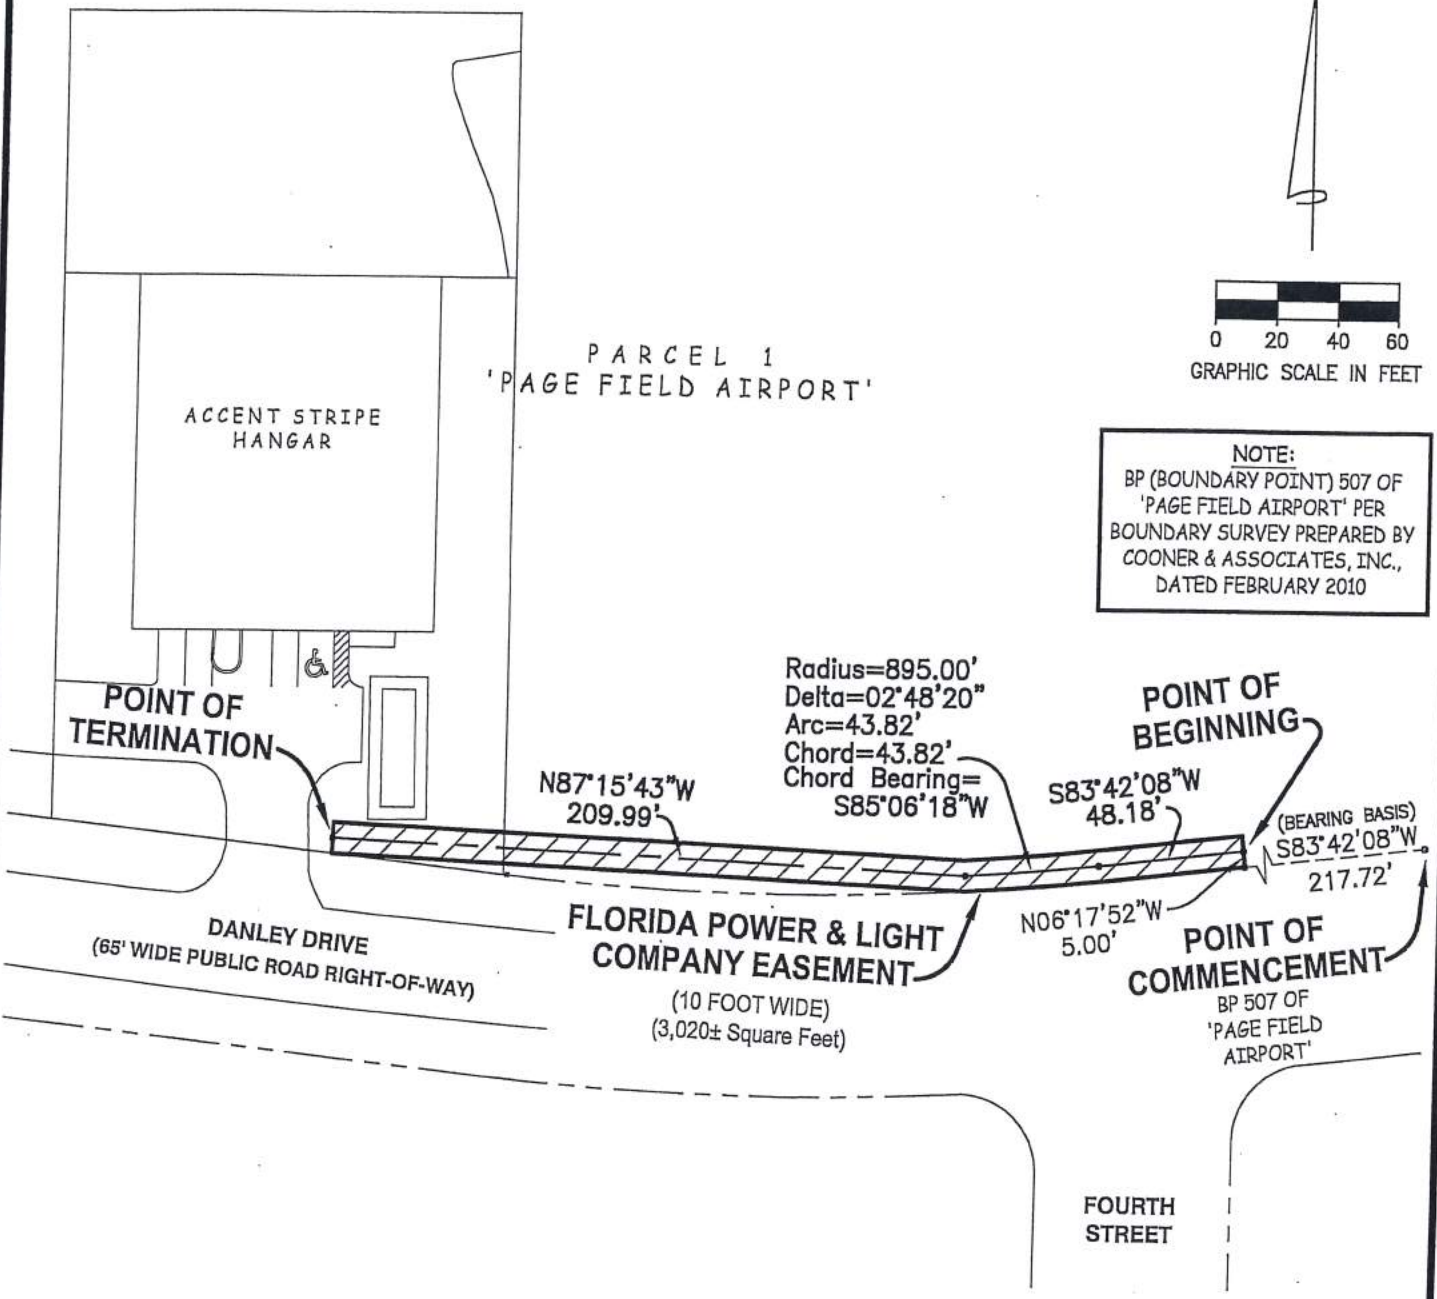 PARCEL 1
'PAGE FIELD AIRPORT'
0 20 40 60
GRAPHIC SCALE IN FEET
ACCENT STRIPE
HANGAR
NOTE:
BP (BOUNDARY POINT) 507 OF
'PAGE FIELD AIRPORT' PER
BOUNDARY SURVEY PREPARED BY
COONER & ASSOCIATES, INC.,
DATED FEBRUARY 2010
POINT OF
TERMINATION
N87°15'43"W
209.99'
Radius=895.00'
Delta=02°48'20"
Arc=43.82'
Chord=43.82'
Chord Bearing=
S85°06'18"W
POINT OF
BEGINNING
S83°42'08"W
48.18'
(BEARING BASIS)
S83°42'08"W
217.72'
N06°17'52"W
5.00'
POINT OF
COMMENCEMENT
BP 507 OF
'PAGE FIELD
AIRPORT'
FLORIDA POWER & LIGHT
COMPANY EASEMENT
(10 FOOT WIDE)
(3,020± Square Feet)
DANLEY DRIVE
(65' WIDE PUBLIC ROAD RIGHT-OF-WAY)
FOURTH
STREET